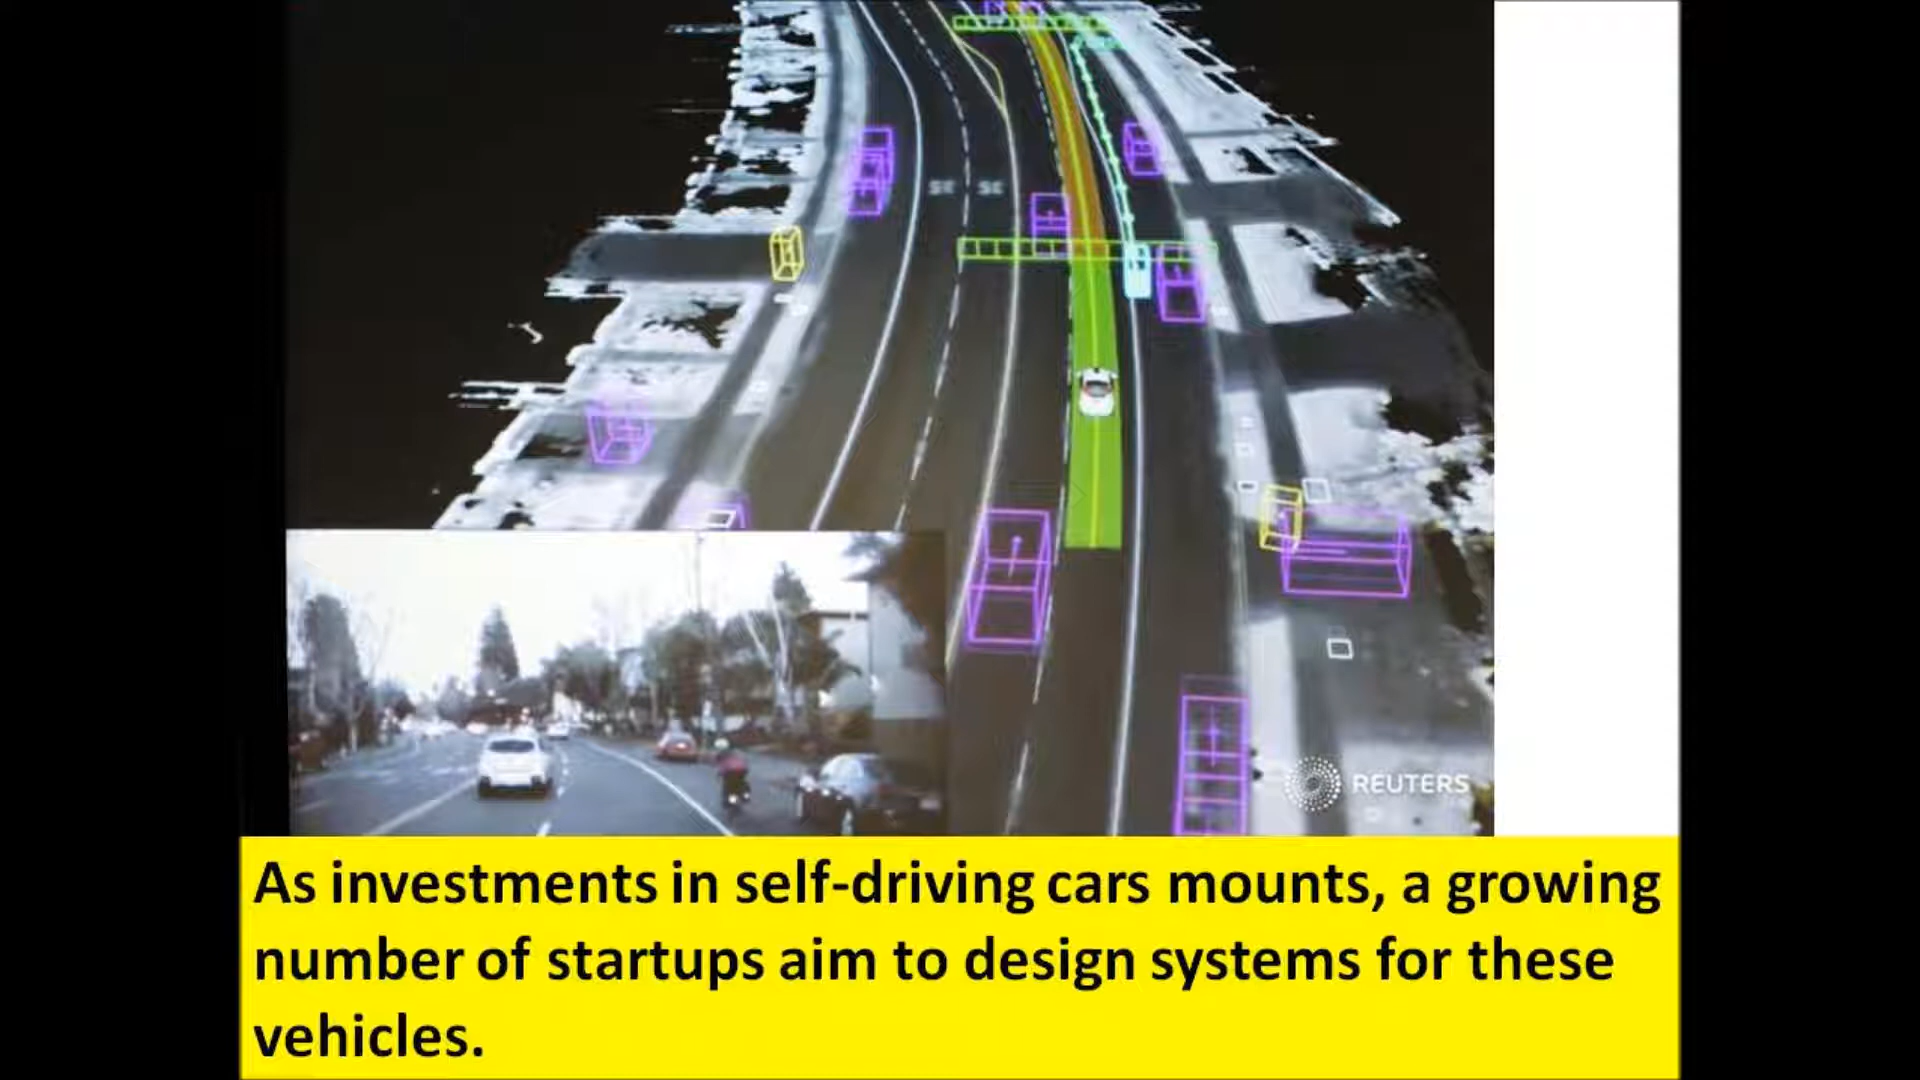 REUTERS
As investments in self-driving cars mounts, a growing
number of startups aim to design systems for these
vehicles.